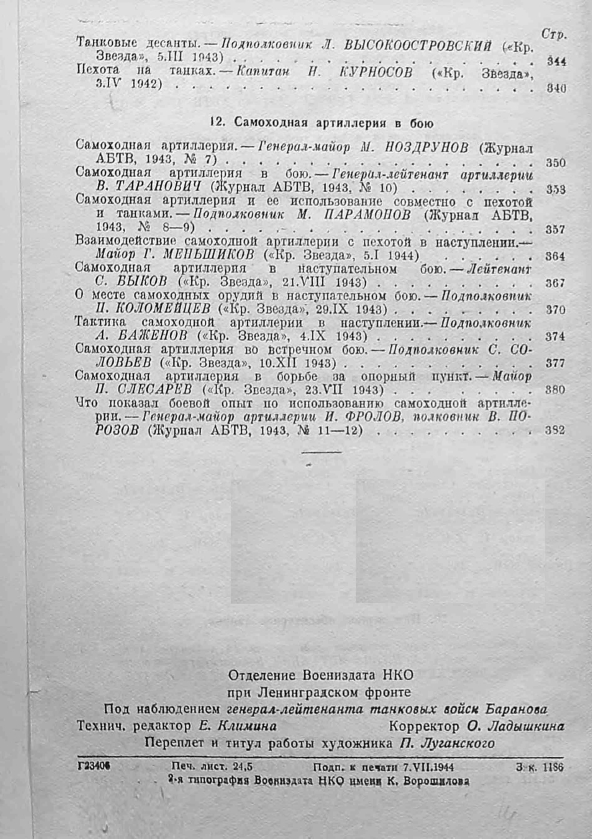 Стр.
Танковые десанты. — Подполковник Л. ВЫСОКООСТРОВСКИЙ («Кр.
Звезда», 5.III 1943) . . . . . . . . . . . . . . . . . . . . 344
Пехота на танках. — Капитан Н. КУРНОСОВ («Кр. Звезда»,
3.IV 1942) . . . . . . . . . . . . . . . . . . . . . . . . 340
12. Самоходная артиллерия в бою
Самоходная артиллерия. — Генерал-майор М. НОЗДРУНОВ (Журнал
АБТВ, 1943, № 7) . . . . . . . . . . . . . . . . . . . . 350
Самоходная артиллерия в бою. — Генерал-лейтенант артиллерии
В. ТАРАНОВИЧ (Журнал АБТВ, 1943, № 10) . . . . . . . . . 353
Самоходная артиллерия и ее использование совместно с пехотой
и танками. — Подполковник М. ПАРАМОНОВ (Журнал АБТВ,
1943, № 8—9) . . . . . . . . . . . . . . . . . . . . . . 357
Взаимодействие самоходной артиллерии с пехотой в наступлении.—
Майор Г. МЕНЬШИКОВ («Кр. Звезда», 5.I 1944) . . . . . . . 364
Самоходная артиллерия в наступательном бою. — Лейтенант
С. БЫКОВ («Кр. Звезда», 21.VIII 1943) . . . . . . . . . . 367
О месте самоходных орудий в наступательном бою. — Подполковник
П. КОЛОМЕЙЦЕВ («Кр. Звезда», 29.IX 1943) . . . . . . . . 370
Тактика самоходной артиллерии в наступлении.— Подполковник
А. БАЖЕНОВ («Кр. Звезда», 4.IX 1943) . . . . . . . . . . 374
Самоходная артиллерия во встречном бою. — Подполковник С. СО-
ЛОВЬЕВ («Кр. Звезда», 10.XII 1943) . . . . . . . . . . . 377
Самоходная артиллерия в борьбе за опорный пункт. — Майор
П. СЛЕСАРЕВ («Кр. Звезда», 23.VII 1943) . . . . . . . . . 380
Что показал боевой опыт по использованию самоходной артилле-
рии. — Генерал-майор артиллерии И. ФРОЛОВ, полковник В. ПО-
РОЗОВ (Журнал АБТВ, 1943, № 11—12) . . . . . . . . . . . 382
Отделение Воениздата НКО
при Ленинградском фронте
Под наблюдением генерал-лейтенанта танковых войск Баранова
Технич. редактор Е. Климина Корректор О. Ладышкина
Переплет и титул работы художника П. Луганского
Г23406 Печ. лист. 24,5 Подп. к печати 7.VII.1944 З к. 1186
2-я типография Воениздата НКО имени К. Ворошилова